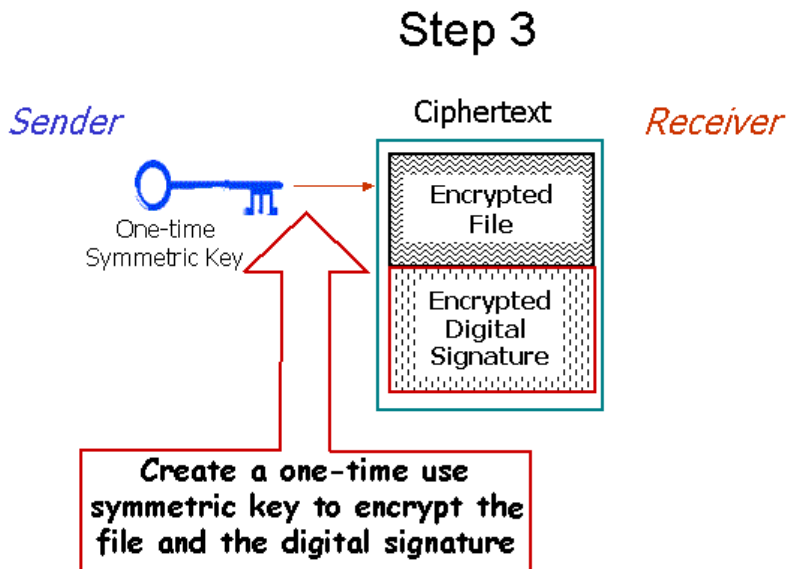 Step 3
Sender
Ciphertext
Receiver
One-time
Symmetric Key
Encrypted
File
Encrypted
Digital
Signature
Create a one-time use
symmetric key to encrypt the
file and the digital signature